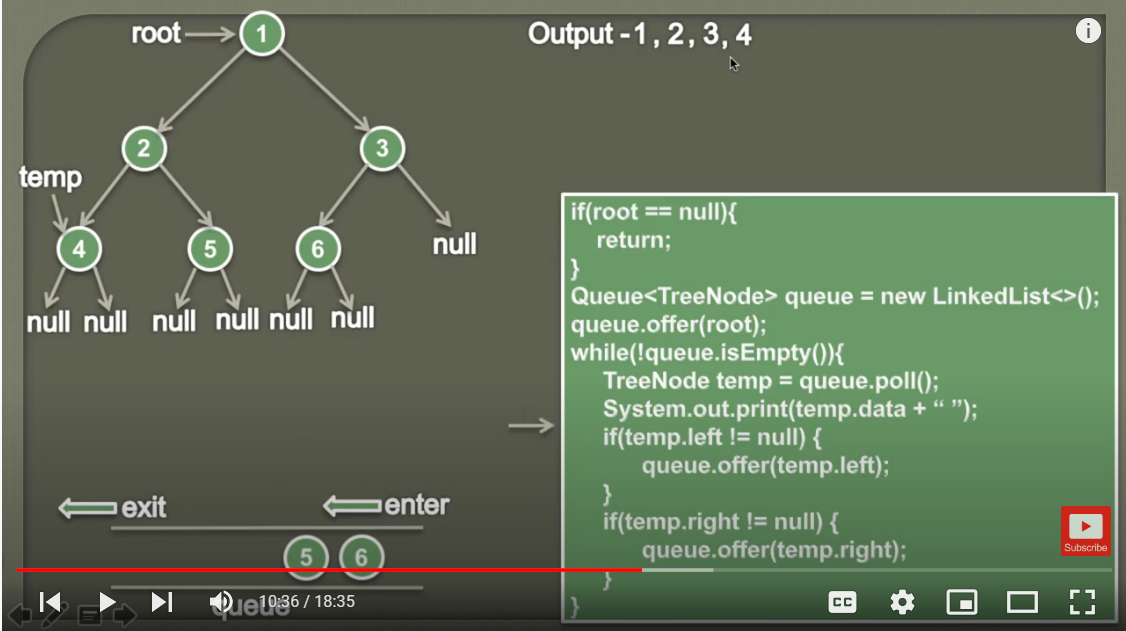 root
1
Output - 1 , 2 , 3, 4
2
3
temp
4
5
6
null
null null null null null null
if(root == null){
return;
}
Queue<TreeNode> queue = new LinkedList<>();
queue.offer(root);
while(!queue.isEmpty()){
TreeNode temp = queue.poll();
System.out.print(temp.data + “ ”);
if(temp.left != null) {
queue.offer(temp.left);
}
if(temp.right != null) {
queue.offer(temp.right);
}
}
exit
enter
5 6
queue
Subscribe
10:36 / 18:35
CC